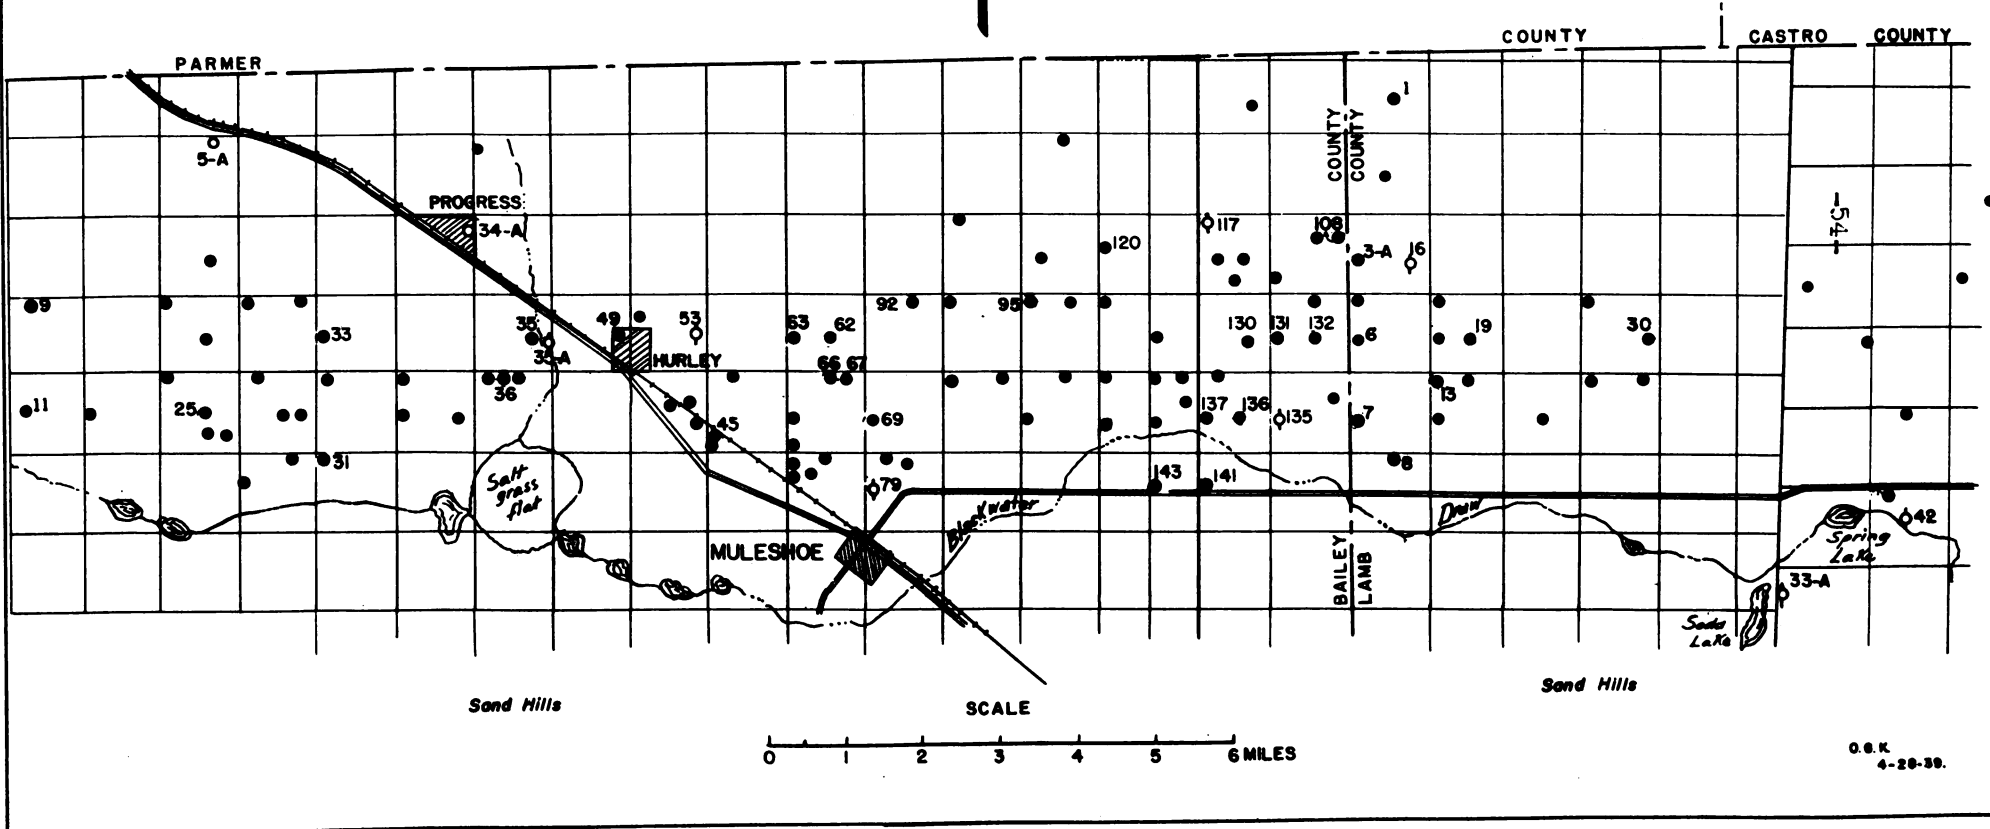 COUNTY
CASTRO COUNTY
PARMER
1
COUNTY
COUNTY
5-A
PROGRESS
34-A
-54-
117
108
120
3-A
16
9
92
95
35
49
53
63
62
130
131
132
6
19
30
33
35-A
HURLEY
66
67
36
13
11
25
45
69
137
136
135
7
31
8
Salt
grass
flat
79
143
141
Blackwater
Draw
42
MULESHOE
Spring
Lake
BAILEY
LAMB
33-A
Soda
Lake
Sand Hills
Sand Hills
SCALE
0 1 2 3 4 5 6 MILES
O.G.K.
4-28-39.